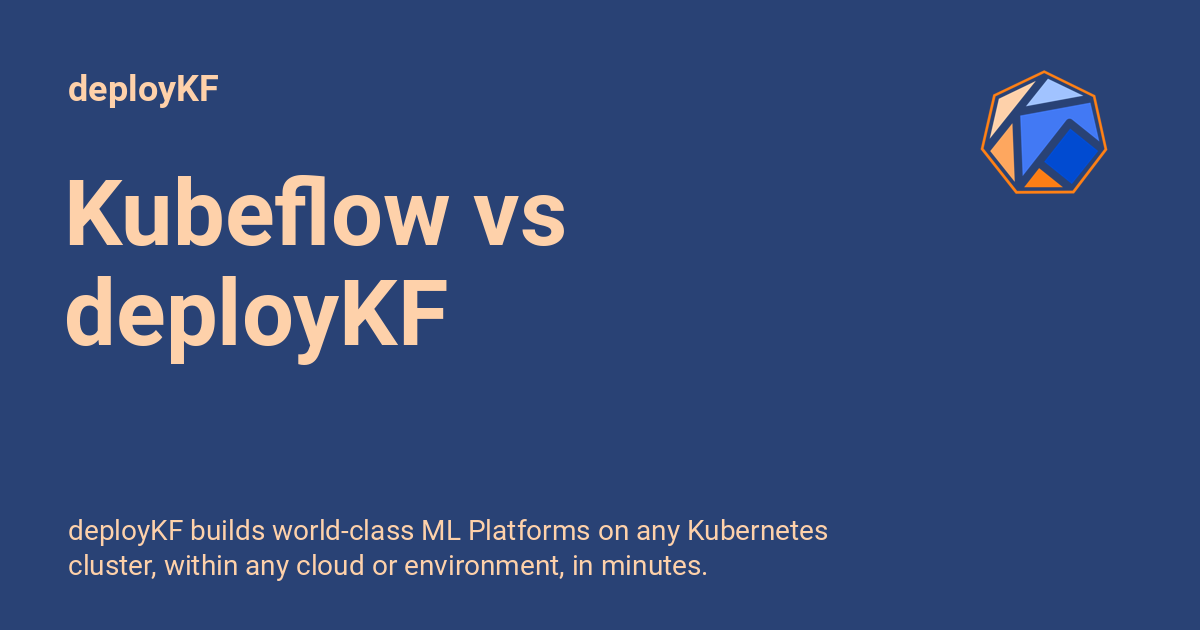 deployKF
Kubeflow vs
deployKF
deployKF builds world-class ML Platforms on any Kubernetes
cluster, within any cloud or environment, in minutes.